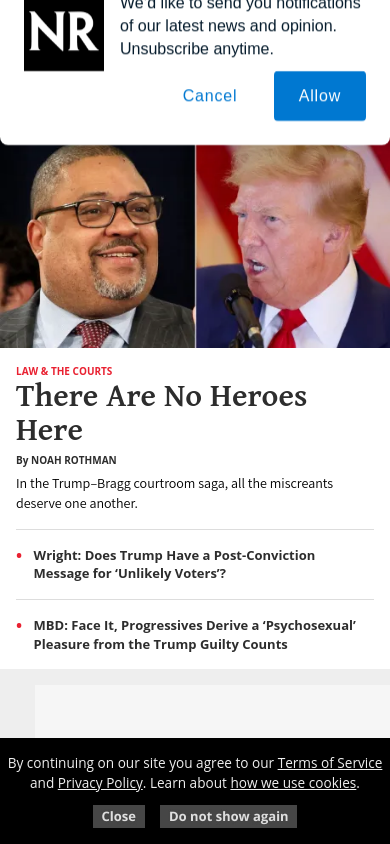 We'd like to send you notifications
NR
of our latest news and opinion.
Unsubscribe anytime.
Cancel
Allow
LAW & THE COURTS
There Are No Heroes
Here
By NOAH ROTHMAN
In the Trump–Bragg courtroom saga, all the miscreants
deserve one another.
Wright: Does Trump Have a Post-Conviction
Message for ‘Unlikely Voters’?
MBD: Face It, Progressives Derive a ‘Psychosexual’
Pleasure from the Trump Guilty Counts
By continuing on our site you agree to our Terms of Service
and Privacy Policy. Learn about how we use cookies.
Close
Do not show again